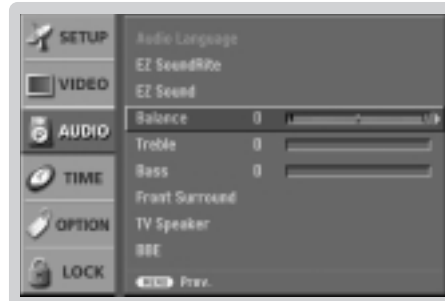 SETUP
VIDEO
AUDIO
TIME
OPTION
LOCK
Audio Language
EZ SoundRite
EZ Sound
Balance 0
Treble 0
Bass 0
Front Surround
TV Speaker
BBE
MENU Prev.